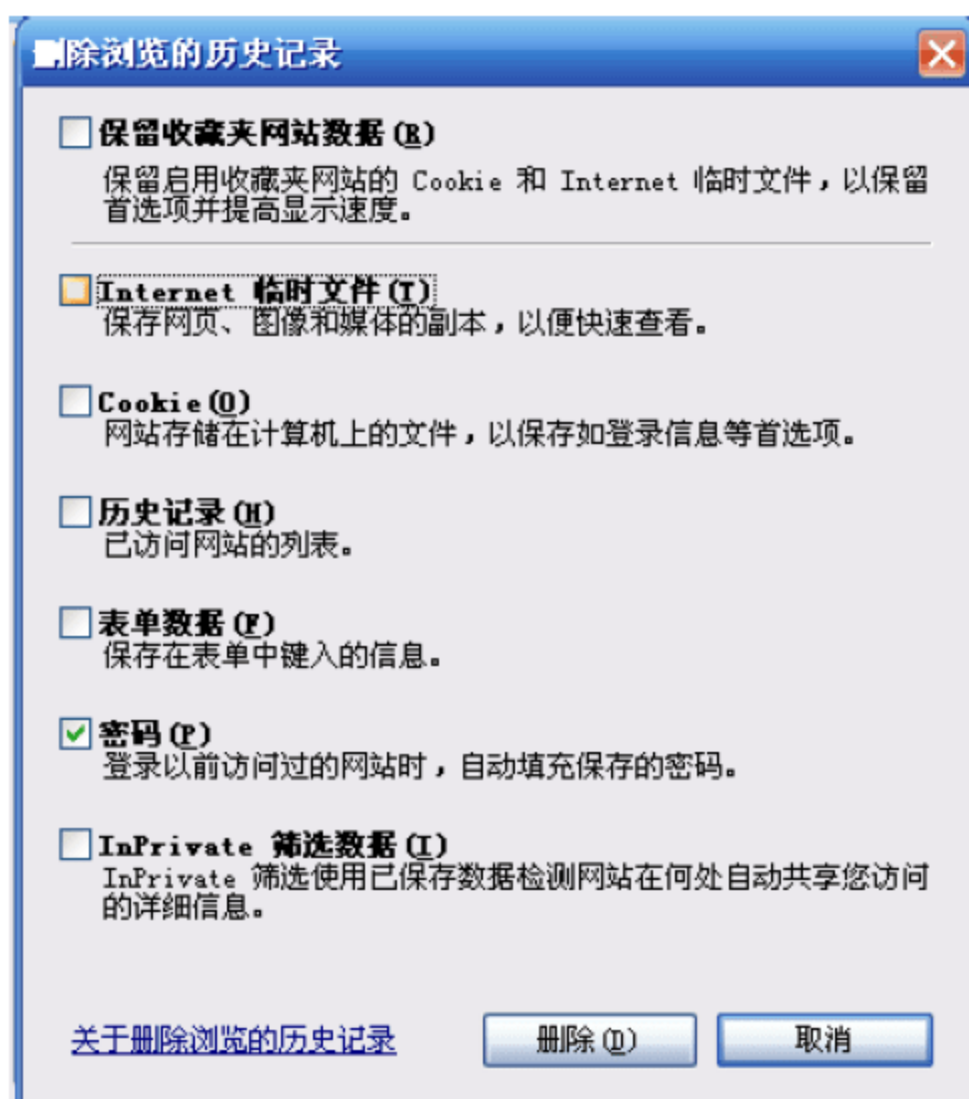 删除浏览的历史记录
保留收藏夹网站数据(R)
保留启用收藏夹网站的 Cookie 和 Internet 临时文件，以保留
首选项并提高显示速度。
Internet 临时文件(T)
保存网页、图像和媒体的副本，以便快速查看。
Cookie(O)
网站存储在计算机上的文件，以保存如登录信息等首选项。
历史记录(H)
已访问网站的列表。
表单数据(F)
保存在表单中键入的信息。
密码(P)
登录以前访问过的网站时，自动填充保存的密码。
InPrivate 筛选数据(I)
InPrivate 筛选使用已保存数据检测网站在何处自动共享您访问
的详细信息。
关于删除浏览的历史记录 删除(D) 取消